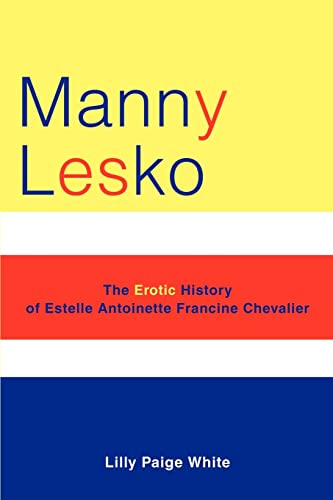 Manny
Lesko
The Erotic History
of Estelle Antoinette Francine Chevalier
Lilly Paige White